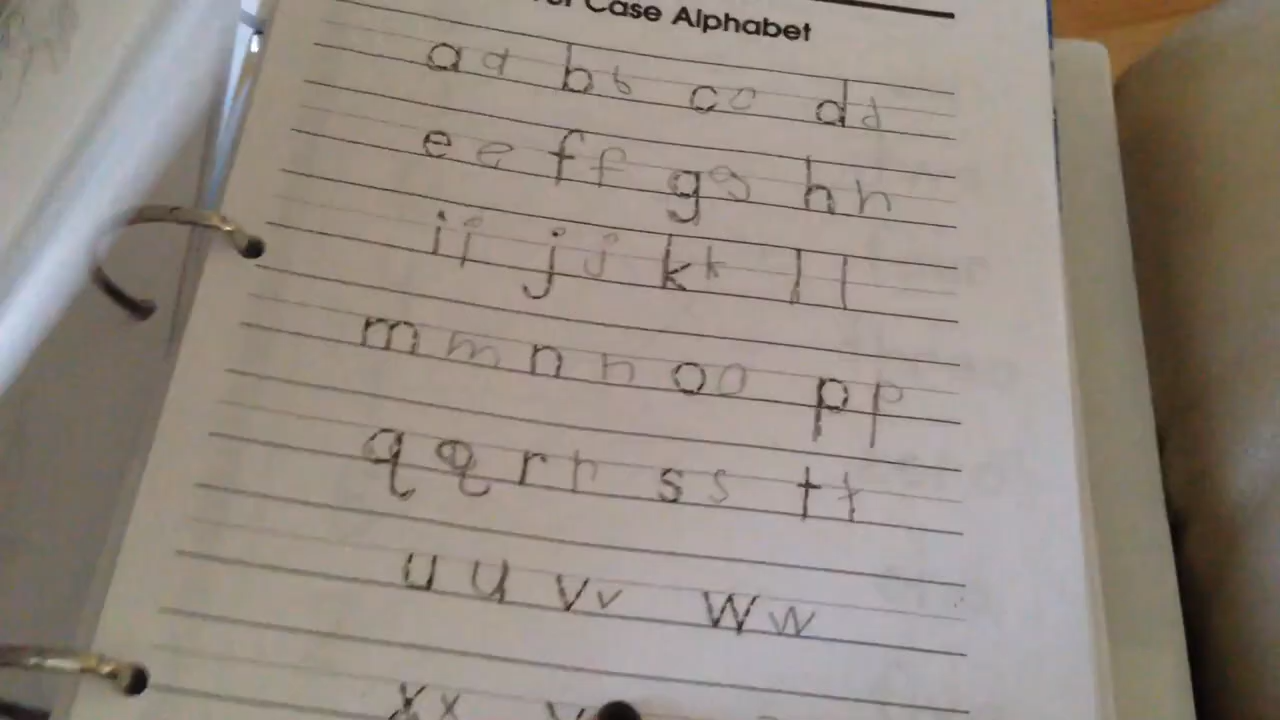 Case Alphabet
a a b b c c d d
e e f f g g h h
i i j j k k l l
m m n n o o p p
q q r r s s t t
u u v v w w
x x